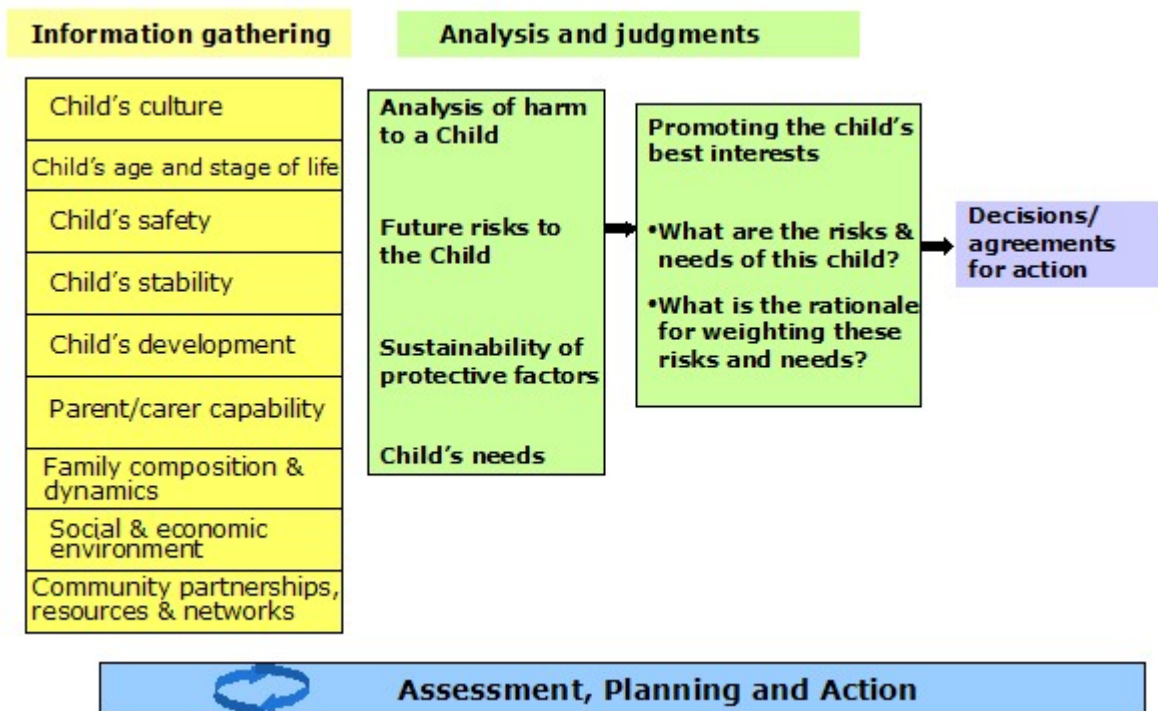 Information gathering
Analysis and judgments
Child's culture
Child's age and stage of life
Child's safety
Child's stability
Child's development
Parent/carer capability
Family composition &
dynamics
Social & economic
environment
Community partnerships,
resources & networks
Analysis of harm
to a Child
Future risks to
the Child
Sustainability of
protective factors
Child's needs
Promoting the child's
best interests
•What are the risks &
needs of this child?
•What is the rationale
for weighting these
risks and needs?
Decisions/
agreements
for action
Assessment, Planning and Action